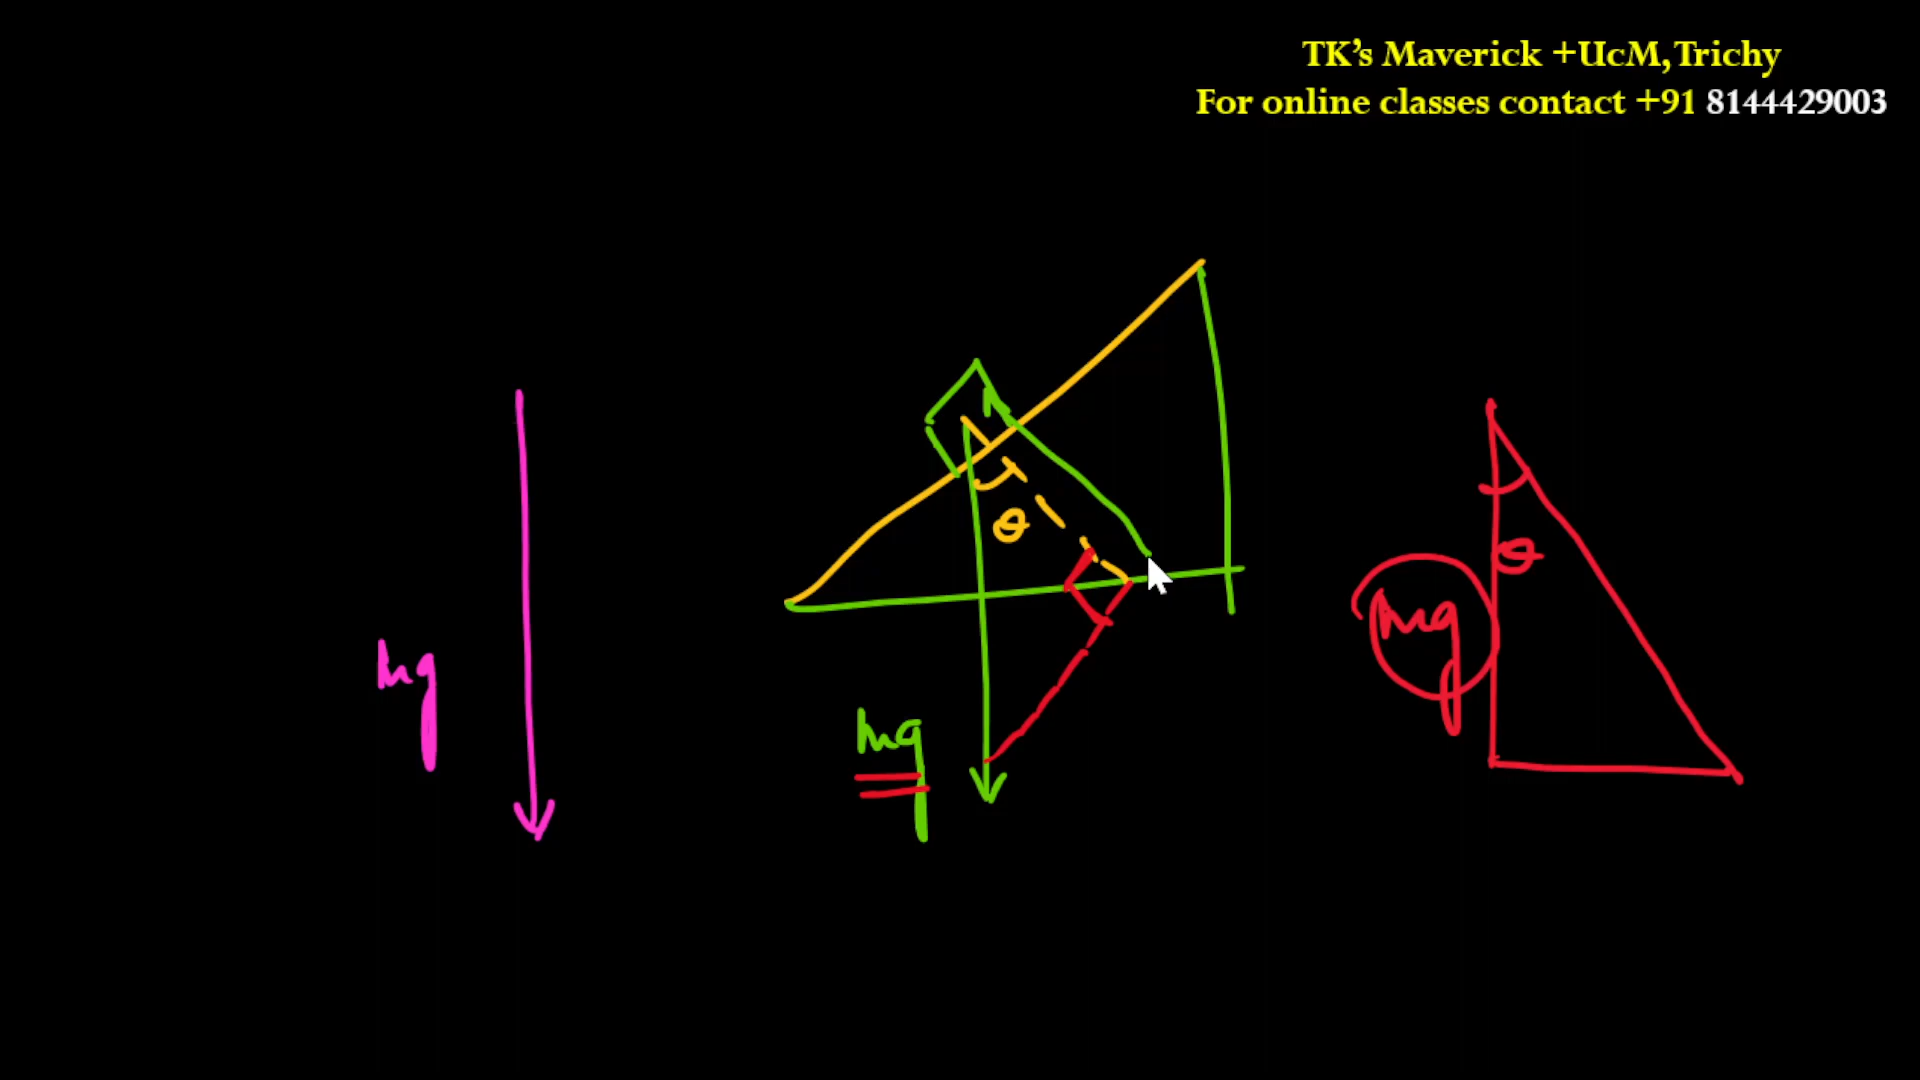 TK's Maverick +UcM, Trichy
For online classes contact +91 8144429003
θ
θ
mg
mg
mg